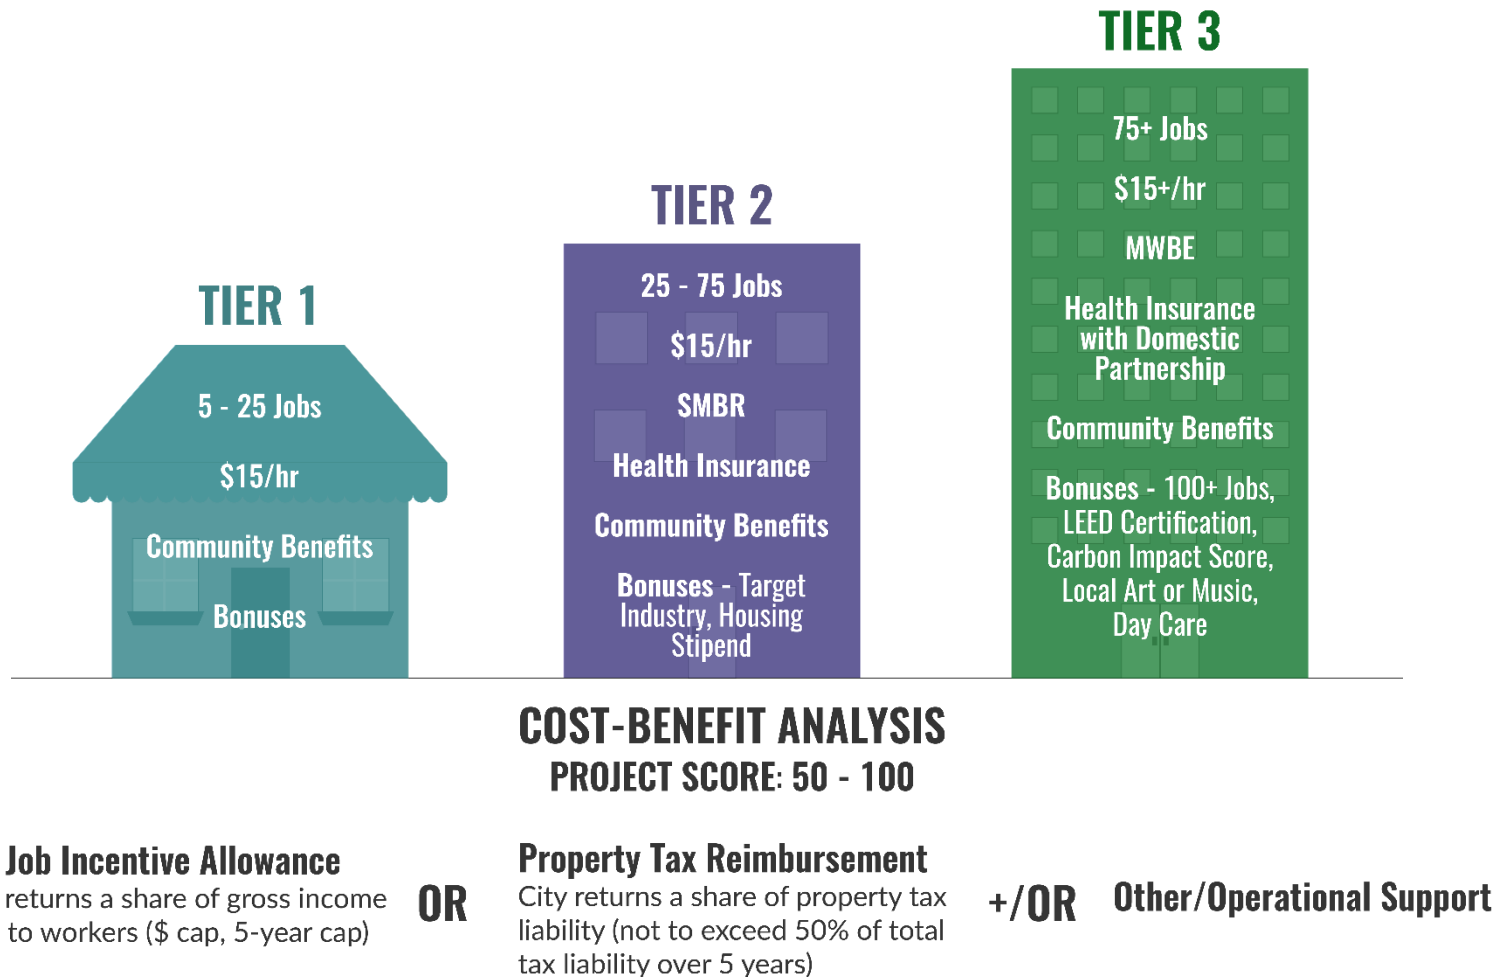 TIER 1
5 - 25 Jobs
$15/hr
Community Benefits
Bonuses
TIER 2
25 - 75 Jobs
$15/hr
SMBR
Health Insurance
Community Benefits
Bonuses - Target
Industry, Housing
Stipend
TIER 3
75+ Jobs
$15+/hr
MWBE
Health Insurance
with Domestic
Partnership
Community Benefits
Bonuses - 100+ Jobs,
LEED Certification,
Carbon Impact Score,
Local Art or Music,
Day Care
COST-BENEFIT ANALYSIS
PROJECT SCORE: 50 - 100
Job Incentive Allowance
returns a share of gross income
to workers ($ cap, 5-year cap)
OR
Property Tax Reimbursement
City returns a share of property tax
liability (not to exceed 50% of total
tax liability over 5 years)
+/OR
Other/Operational Support